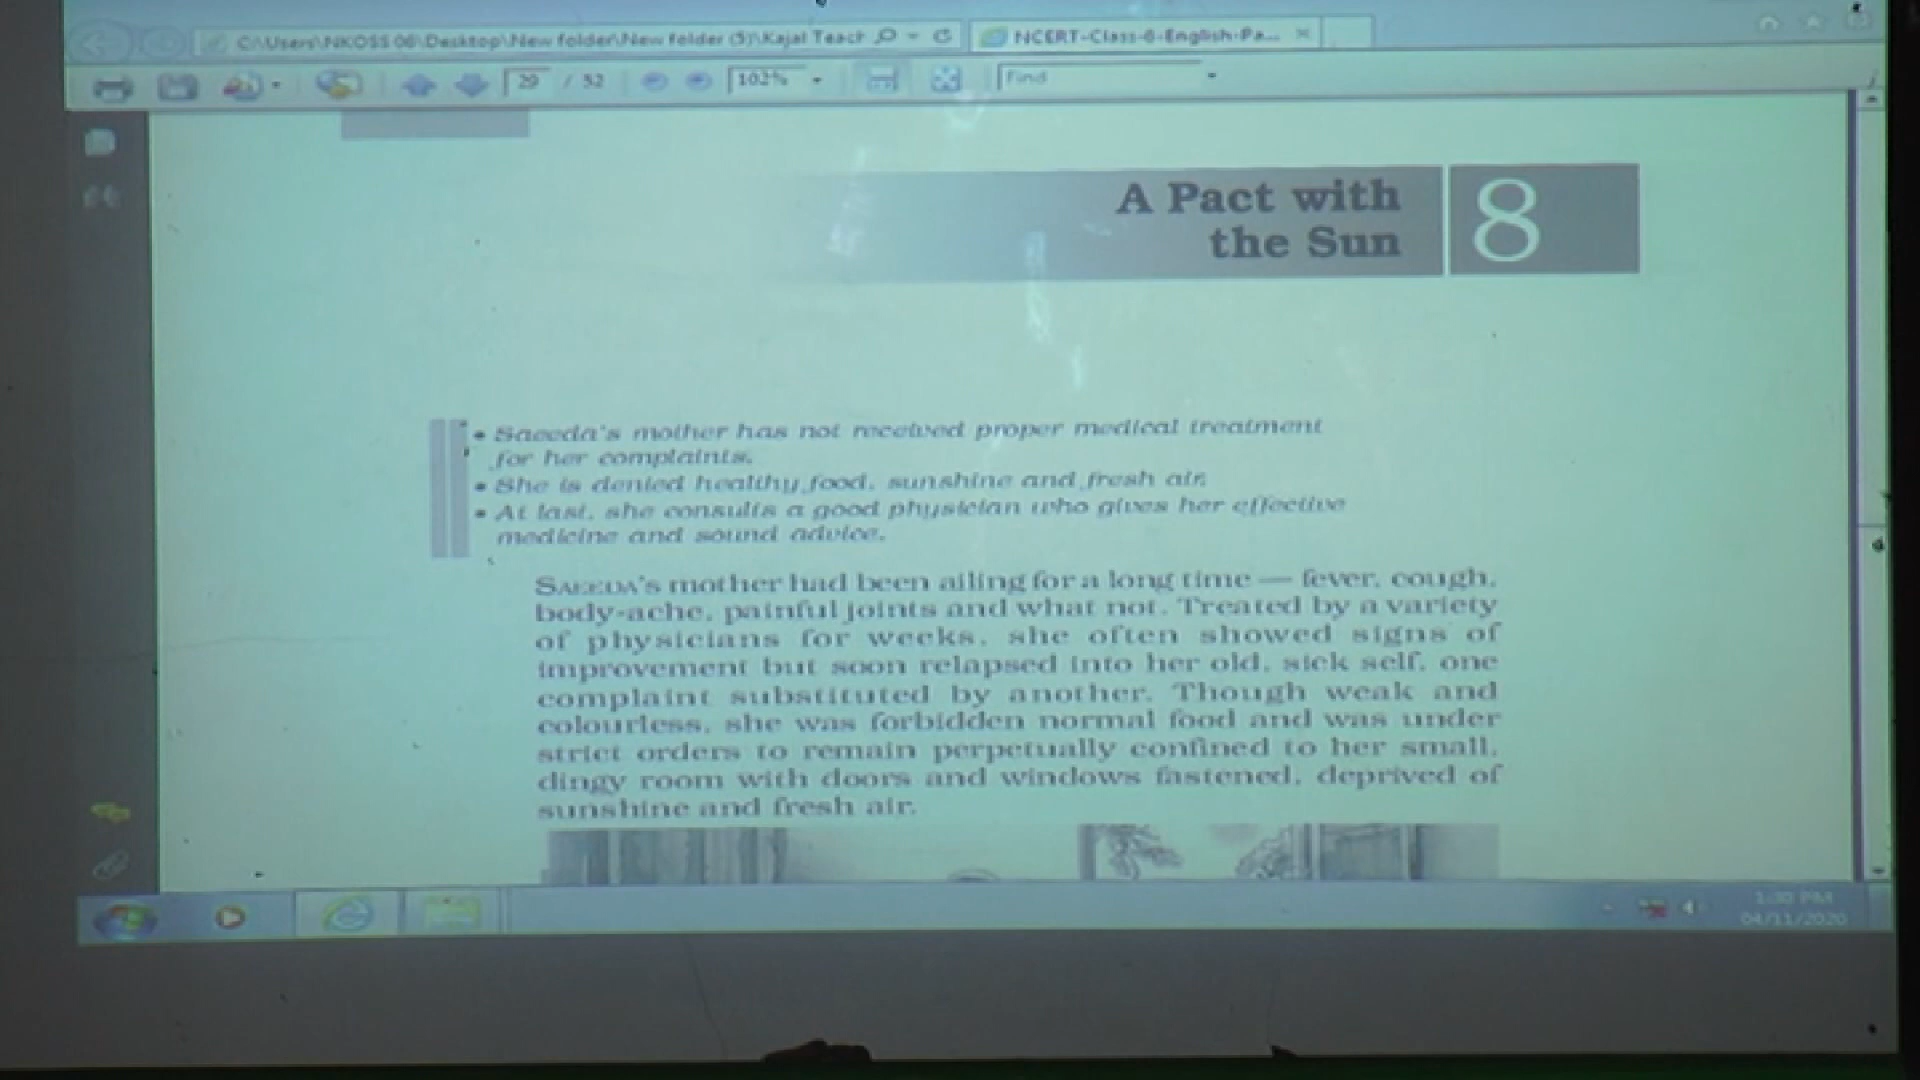 C:\Users\NKOSS 06\Desktop\New folder\New folder (5)\Kajal Teach
NCERT-Class-6-English-Pa...
29 / 52
102%
Find
A Pact with
the Sun
8
• Saeeda's mother has not received proper medical treatment
for her complaints.
• She is denied healthy food, sunshine and fresh air.
• At last, she consults a good physician who gives her effective
medicine and sound advice.
SAEEDA'S mother had been ailing for a long time — fever, cough,
body-ache, painful joints and what not. Treated by a variety
of physicians for weeks, she often showed signs of
improvement but soon relapsed into her old, sick self, one
complaint substituted by another. Though weak and
colourless, she was forbidden normal food and was under
strict orders to remain perpetually confined to her small,
dingy room with doors and windows fastened, deprived of
sunshine and fresh air.
1:30 PM
04/11/2020